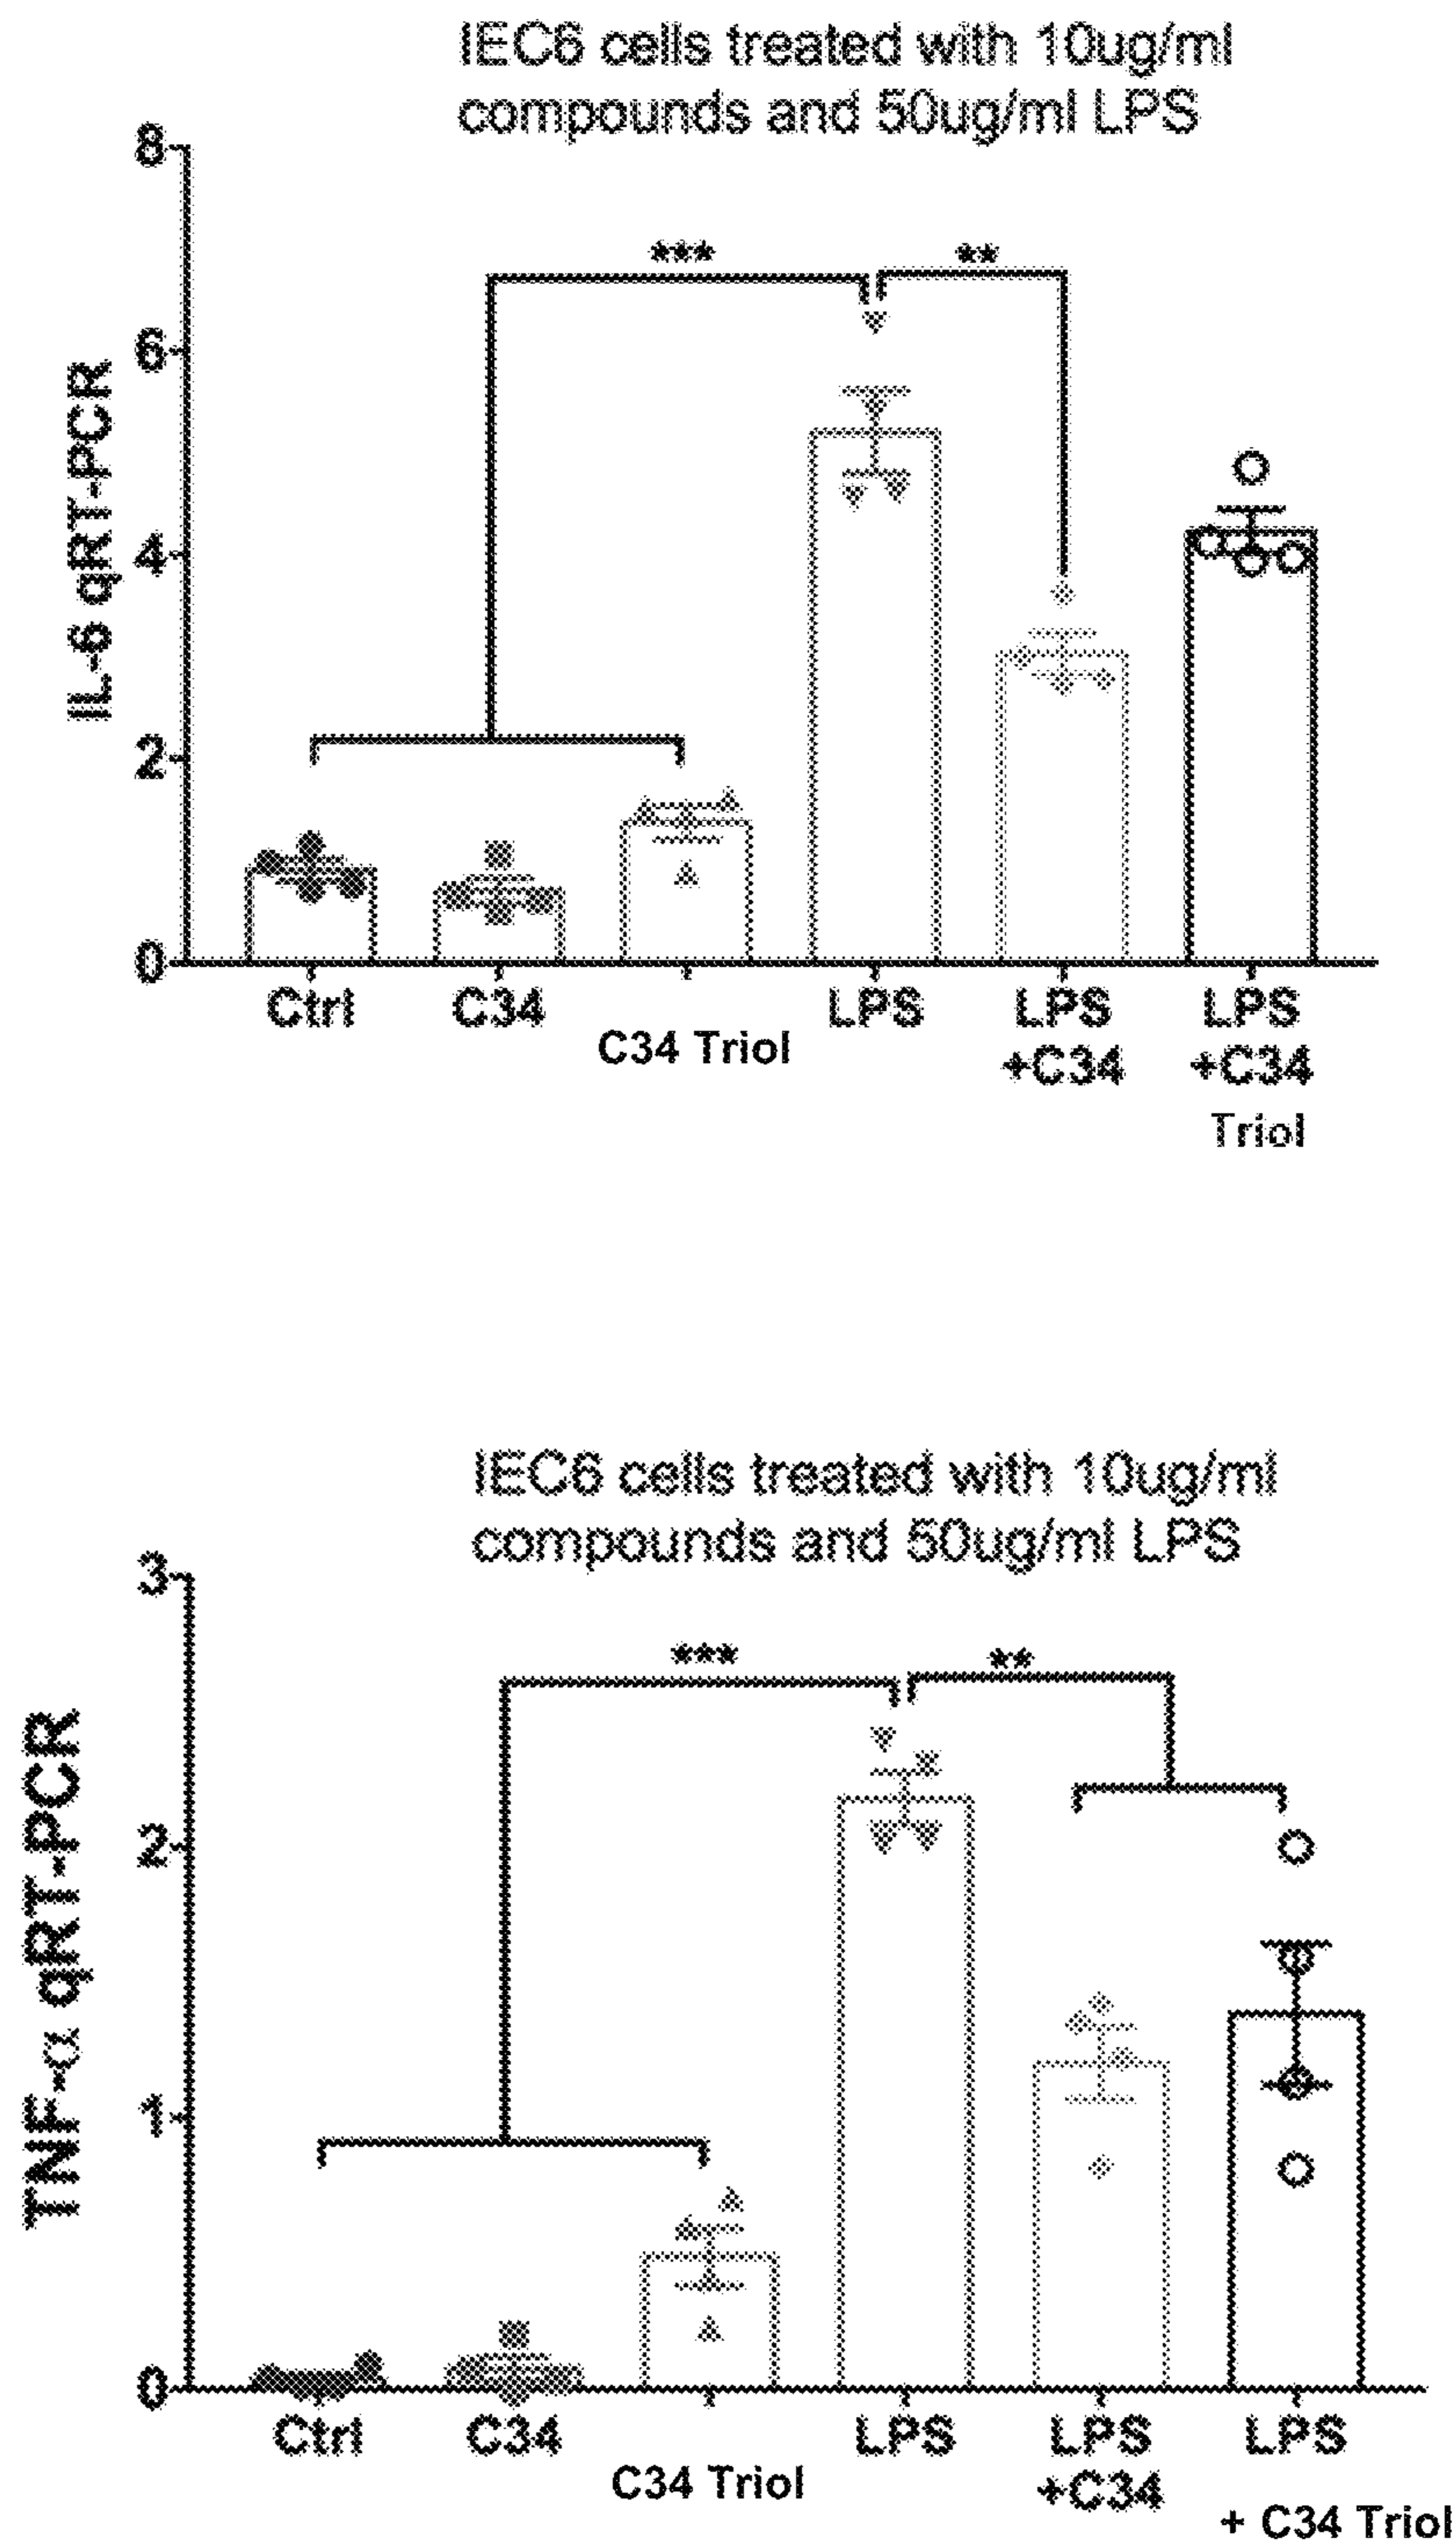 IEC6 cells treated with 10ug/ml
compounds and 50ug/ml LPS
8
***
**
6
IL-6 qRT-PCR
4
2
0
Ctrl
C34
C34 Triol
LPS
LPS
+C34
LPS
+C34
Triol
IEC6 cells treated with 10ug/ml
compounds and 50ug/ml LPS
3
***
**
TNF-α qRT-PCR
2
1
0
Ctrl
C34
C34 Triol
LPS
LPS
+C34
LPS
+ C34 Triol